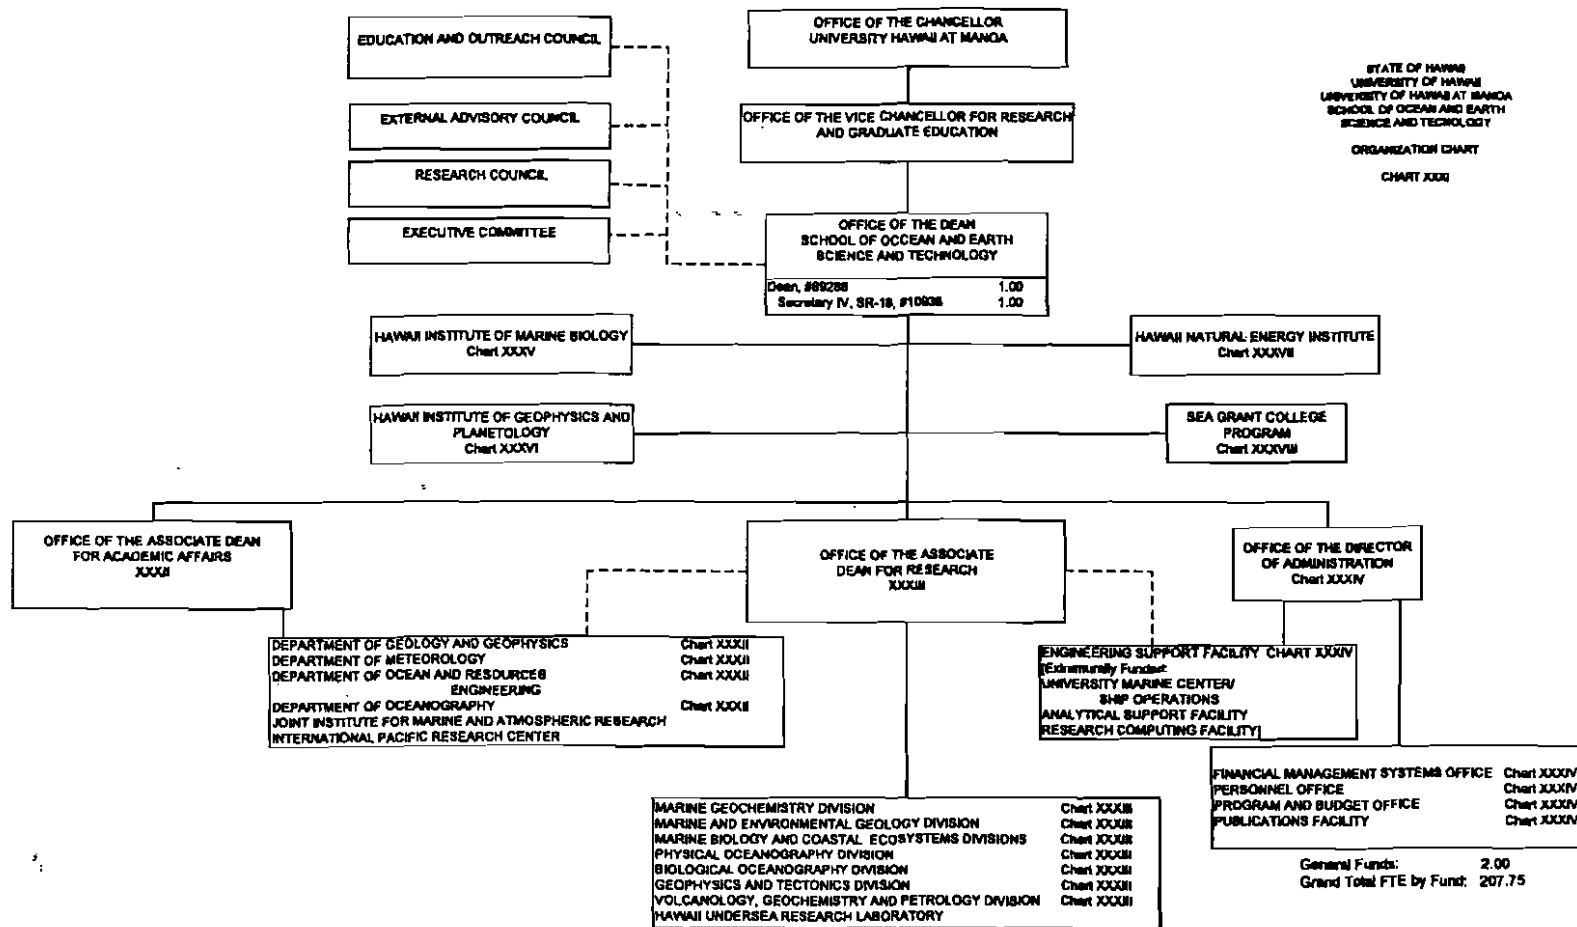 EDUCATION AND OUTREACH COUNCIL
EXTERNAL ADVISORY COUNCIL
RESEARCH COUNCIL
EXECUTIVE COMMITTEE
OFFICE OF THE CHANCELLOR
UNIVERSITY HAWAII AT MANOA
OFFICE OF THE VICE CHANCELLOR FOR RESEARCH
AND GRADUATE EDUCATION
STATE OF HAWAII
UNIVERSITY OF HAWAII
UNIVERSITY OF HAWAII AT MANOA
SCHOOL OF OCEAN AND EARTH
SCIENCE AND TECNOLOGY
ORGANIZATION CHART
CHART XXXI
OFFICE OF THE DEAN
SCHOOL OF OCCEAN AND EARTH
SCIENCE AND TECHNOLOGY
Dean, #89288 1.00
Secretary IV, SR-18, #10935 1.00
HAWAII INSTITUTE OF MARINE BIOLOGY
Chart XXXV
HAWAII NATURAL ENERGY INSTITUTE
Chart XXXVII
HAWAII INSTITUTE OF GEOPHYSICS AND
PLANETOLOGY
Chart XXXVI
SEA GRANT COLLEGE
PROGRAM
Chart XXXVIII
OFFICE OF THE ASSOCIATE DEAN
FOR ACADEMIC AFFAIRS
XXXII
OFFICE OF THE ASSOCIATE
DEAN FOR RESEARCH
XXXIII
OFFICE OF THE DIRECTOR
OF ADMINISTRATION
Chart XXXIV
DEPARTMENT OF GEOLOGY AND GEOPHYSICS Chart XXXII
DEPARTMENT OF METEOROLOGY Chart XXXII
DEPARTMENT OF OCEAN AND RESOURCES Chart XXXII
ENGINEERING
DEPARTMENT OF OCEANOGRAPHY Chart XXXII
JOINT INSTITUTE FOR MARINE AND ATMOSPHERIC RESEARCH
INTERNATIONAL PACIFIC RESEARCH CENTER
ENGINEERING SUPPORT FACILITY CHART XXXIV
[Extramurally Funded:
UNIVERSITY MARINE CENTER/
SHIP OPERATIONS
ANALYTICAL SUPPORT FACILITY
RESEARCH COMPUTING FACILITY]
FINANCIAL MANAGEMENT SYSTEMS OFFICE Chart XXXIV
PERSONNEL OFFICE Chart XXXIV
PROGRAM AND BUDGET OFFICE Chart XXXIV
PUBLICATIONS FACILITY Chart XXXIV
MARINE GEOCHEMISTRY DIVISION Chart XXXIII
MARINE AND ENVIRONMENTAL GEOLOGY DIVISION Chart XXXIII
MARINE BIOLOGY AND COASTAL ECOSYSTEMS DIVISIONS Chart XXXIII
PHYSICAL OCEANOGRAPHY DIVISION Chart XXXIII
BIOLOGICAL OCEANOGRAPHY DIVISION Chart XXXIII
GEOPHYSICS AND TECTONICS DIVISION Chart XXXIII
VOLCANOLOGY, GEOCHEMISTRY AND PETROLOGY DIVISION Chart XXXIII
HAWAII UNDERSEA RESEARCH LABORATORY
General Funds: 2.00
Grand Total FTE by Fund: 207.75